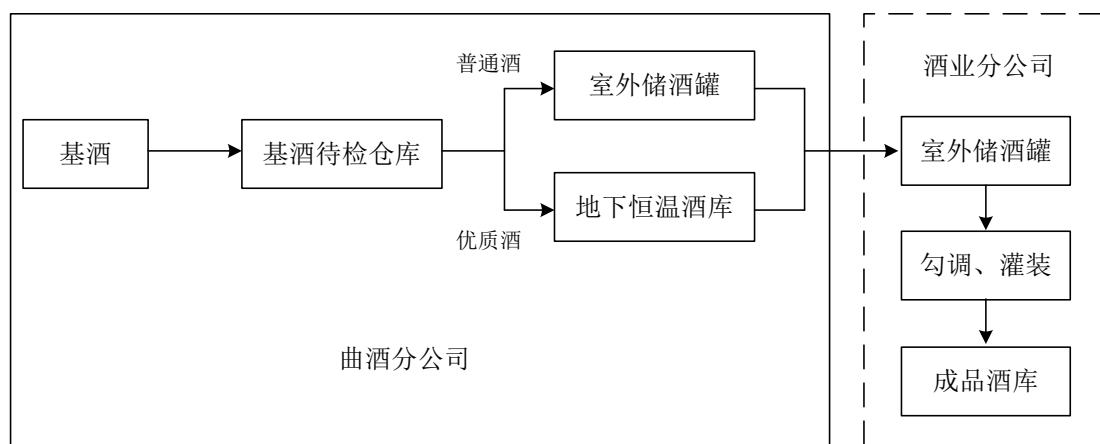 普通酒
室外储酒罐
酒业分公司
基酒
基酒待检仓库
室外储酒罐
地下恒温酒库
优质酒
勾调、灌装
曲酒分公司
成品酒库